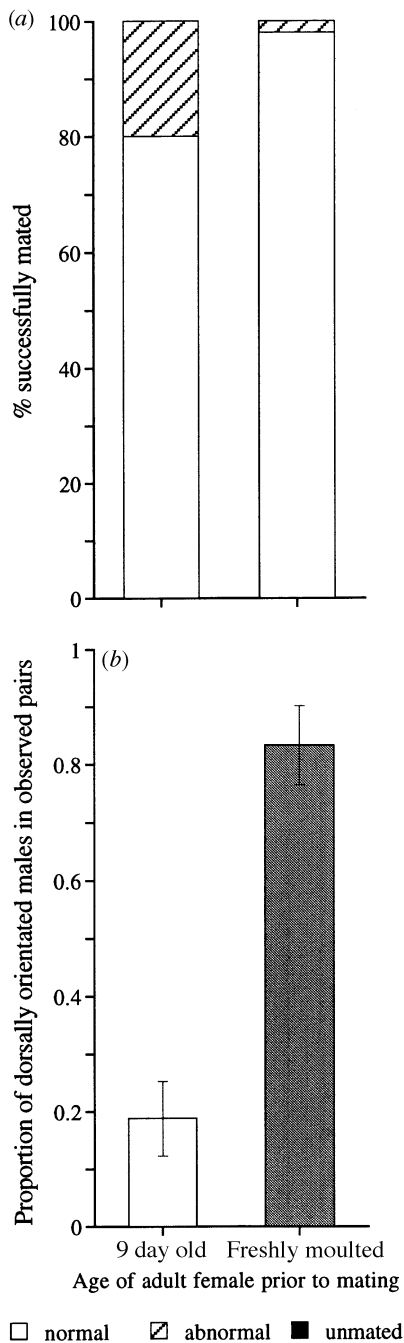 (a)
100
80
60
40
20
0
% successfully mated
(b)
1
0.8
0.6
0.4
0.2
0
Proportion of dorsally orientated males in observed pairs
9 day old Freshly moulted
Age of adult female prior to mating
normal abnormal unmated